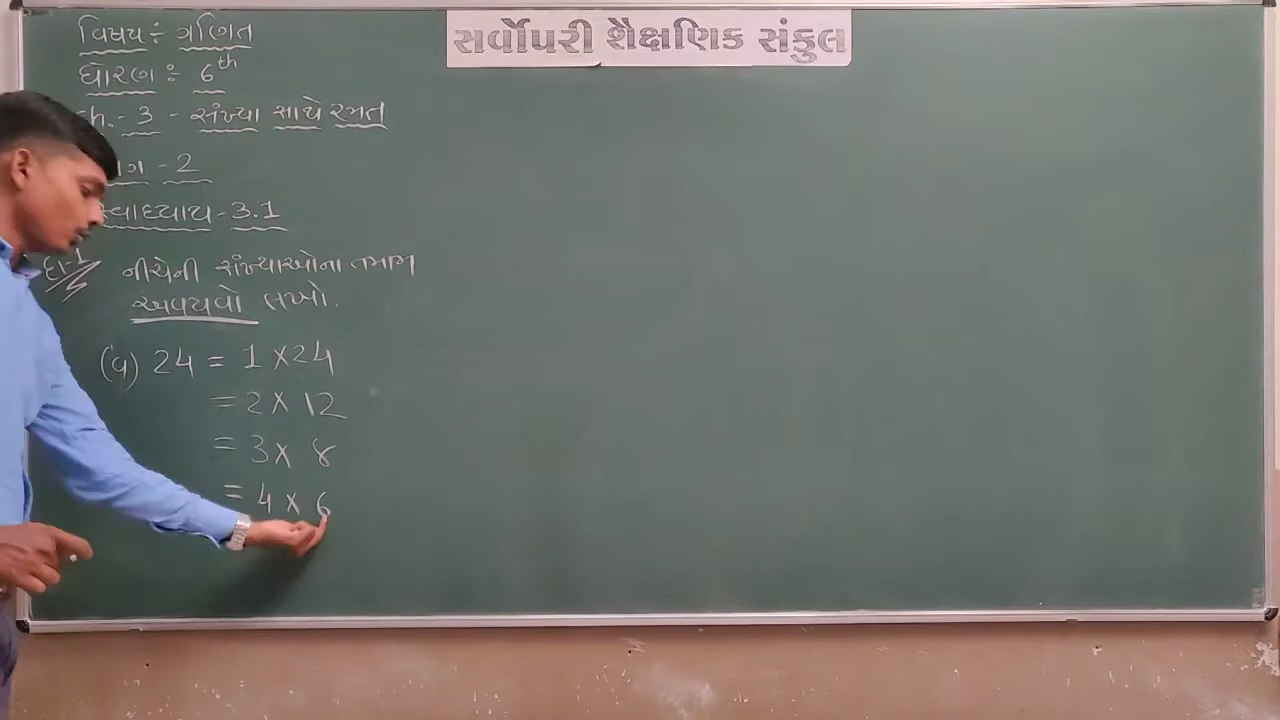 સર્વોપરી શૈક્ષણિક સંકુલ
વિષય : ગણિત
ધોરણ : 6th
h. - 3 - સંખ્યા સાથે રમત
ાગ - 2
સ્વાધ્યાય - 3.1
દા-1 નીચેની સંખ્યાઓના તમામ
અવયવો લખો.
(a) 24 = 1 × 24
= 2 × 12
= 3 × 8
= 4 × 6